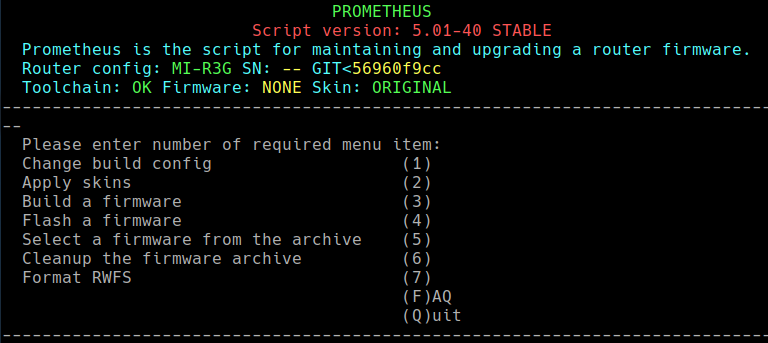 PROMETHEUS
Script version: 5.01-40 STABLE
Prometheus is the script for maintaining and upgrading a router firmware.
Router config: MI-R3G SN: -- GIT<56960f9cc
Toolchain: OK Firmware: NONE Skin: ORIGINAL
-----------------------------------------------------------------------------
--
Please enter number of required menu item:
Change build config (1)
Apply skins (2)
Build a firmware (3)
Flash a firmware (4)
Select a firmware from the archive (5)
Cleanup the firmware archive (6)
Format RWFS (7)
(F)AQ
(Q)uit
-----------------------------------------------------------------------------